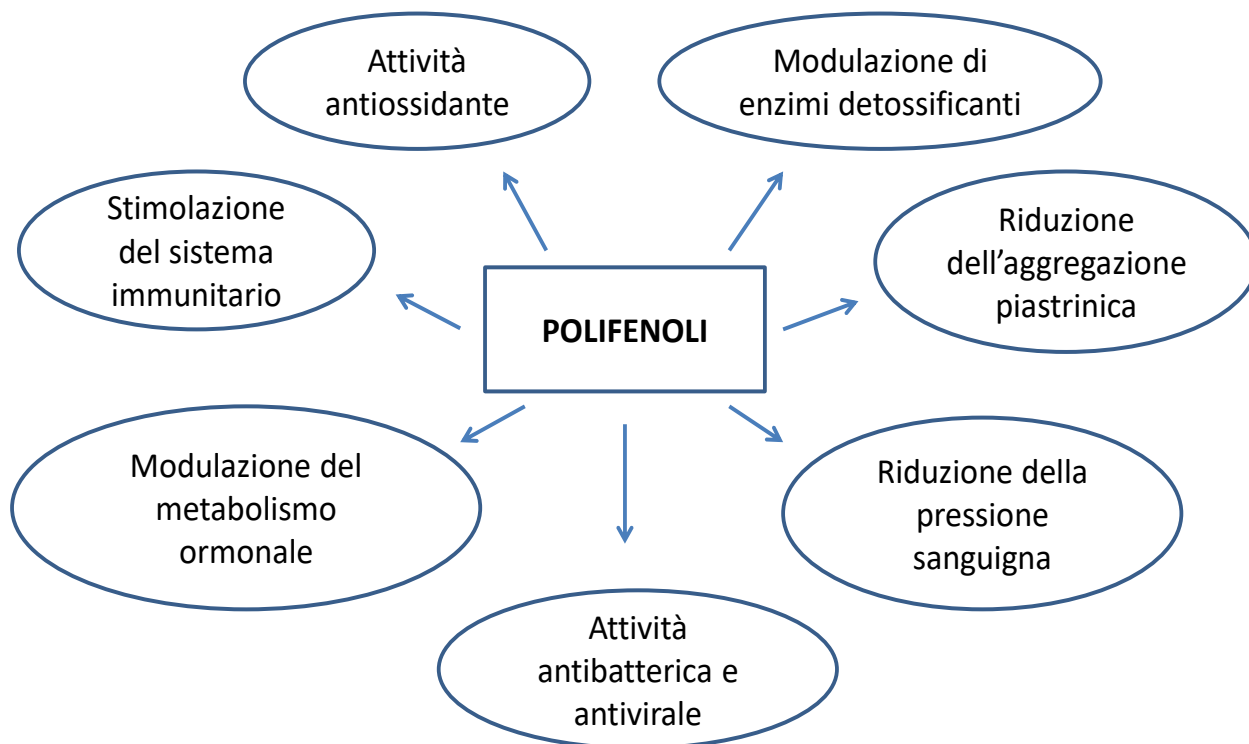 Attività
antiossidante
Modulazione di
enzimi detossificanti
Stimolazione
del sistema
immunitario
Riduzione
dell’aggregazione
piastrinica
POLIFENOLI
Modulazione del
metabolismo
ormonale
Riduzione della
pressione
sanguigna
Attività
antibatterica e
antivirale